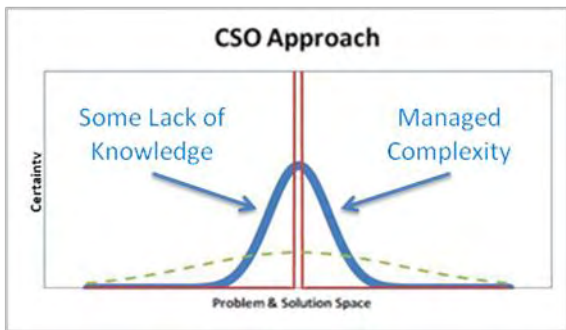 CSO Approach
Some Lack of
Knowledge
Managed
Complexity
Certainty
Problem & Solution Space